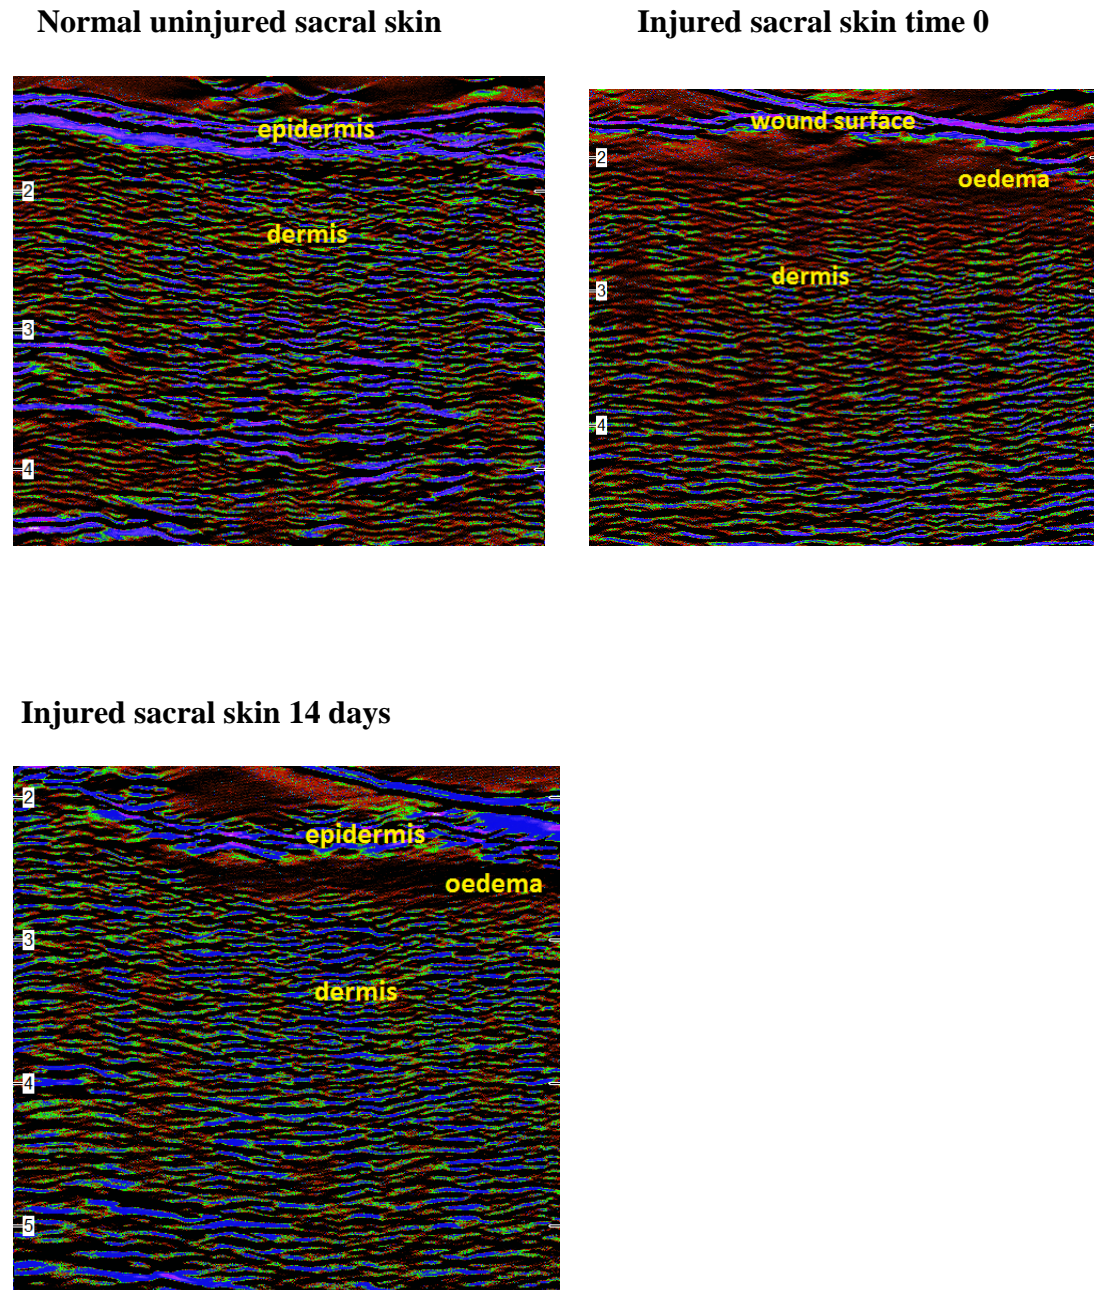 Normal uninjured sacral skin
Injured sacral skin time 0
epidermis
2
dermis
3
4
wound surface
2
oedema
dermis
3
4
Injured sacral skin 14 days
2
epidermis
oedema
3
dermis
4
5